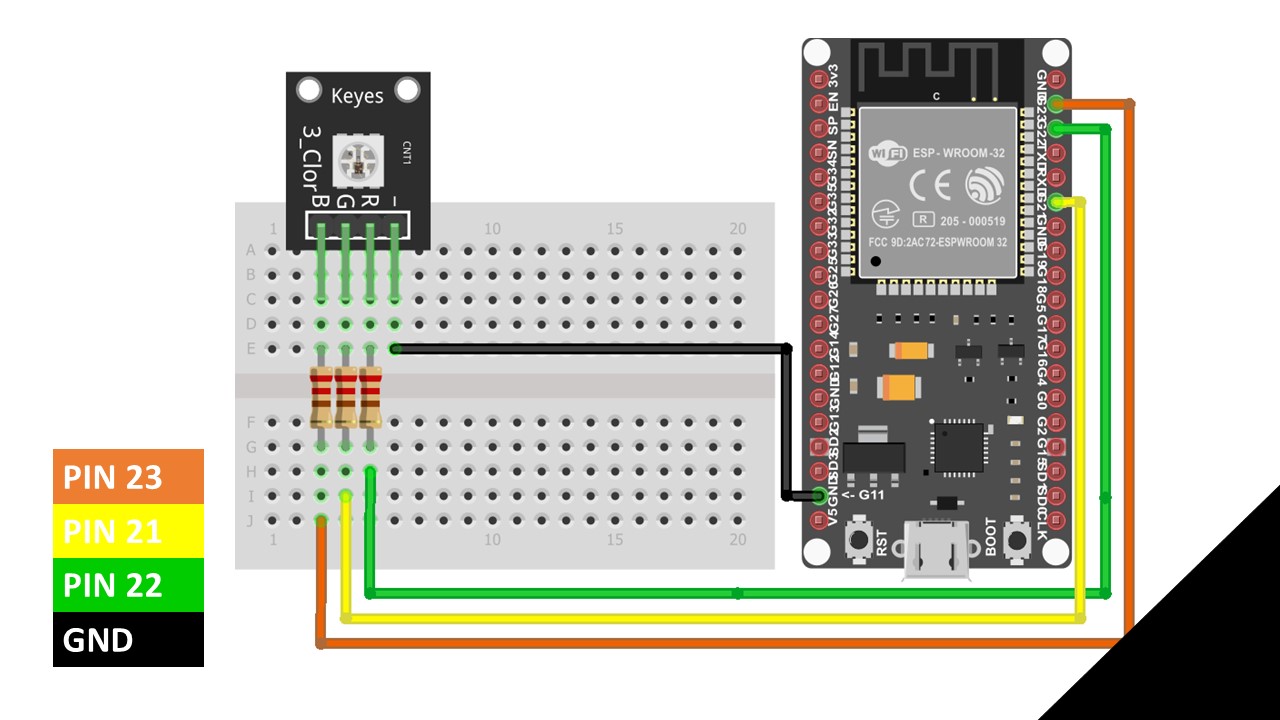 Keyes
3_Clor
CNT1
B
G
R
-
1
10
15
20
A
B
C
D
E
F
G
H
I
J
1
10
15
20
PIN 23
PIN 21
PIN 22
GND
C
WiFi
ESP - WROOM -32
CE
R
205 - 000519
FCC 9D:2AC72-ESPWROOM 32
3v3
EN
SP
SN
G34
G35
G32
G33
G25
G26
G27
G14
G12
GND
G13
SD2
SD3
GND
V5
<- G11
RST
BOOT
GND
G23
G22
TXD
RXD
G21
GND
G19
G18
G5
G17
G16
G4
G0
G2
G15
SD1
SD0
CLK